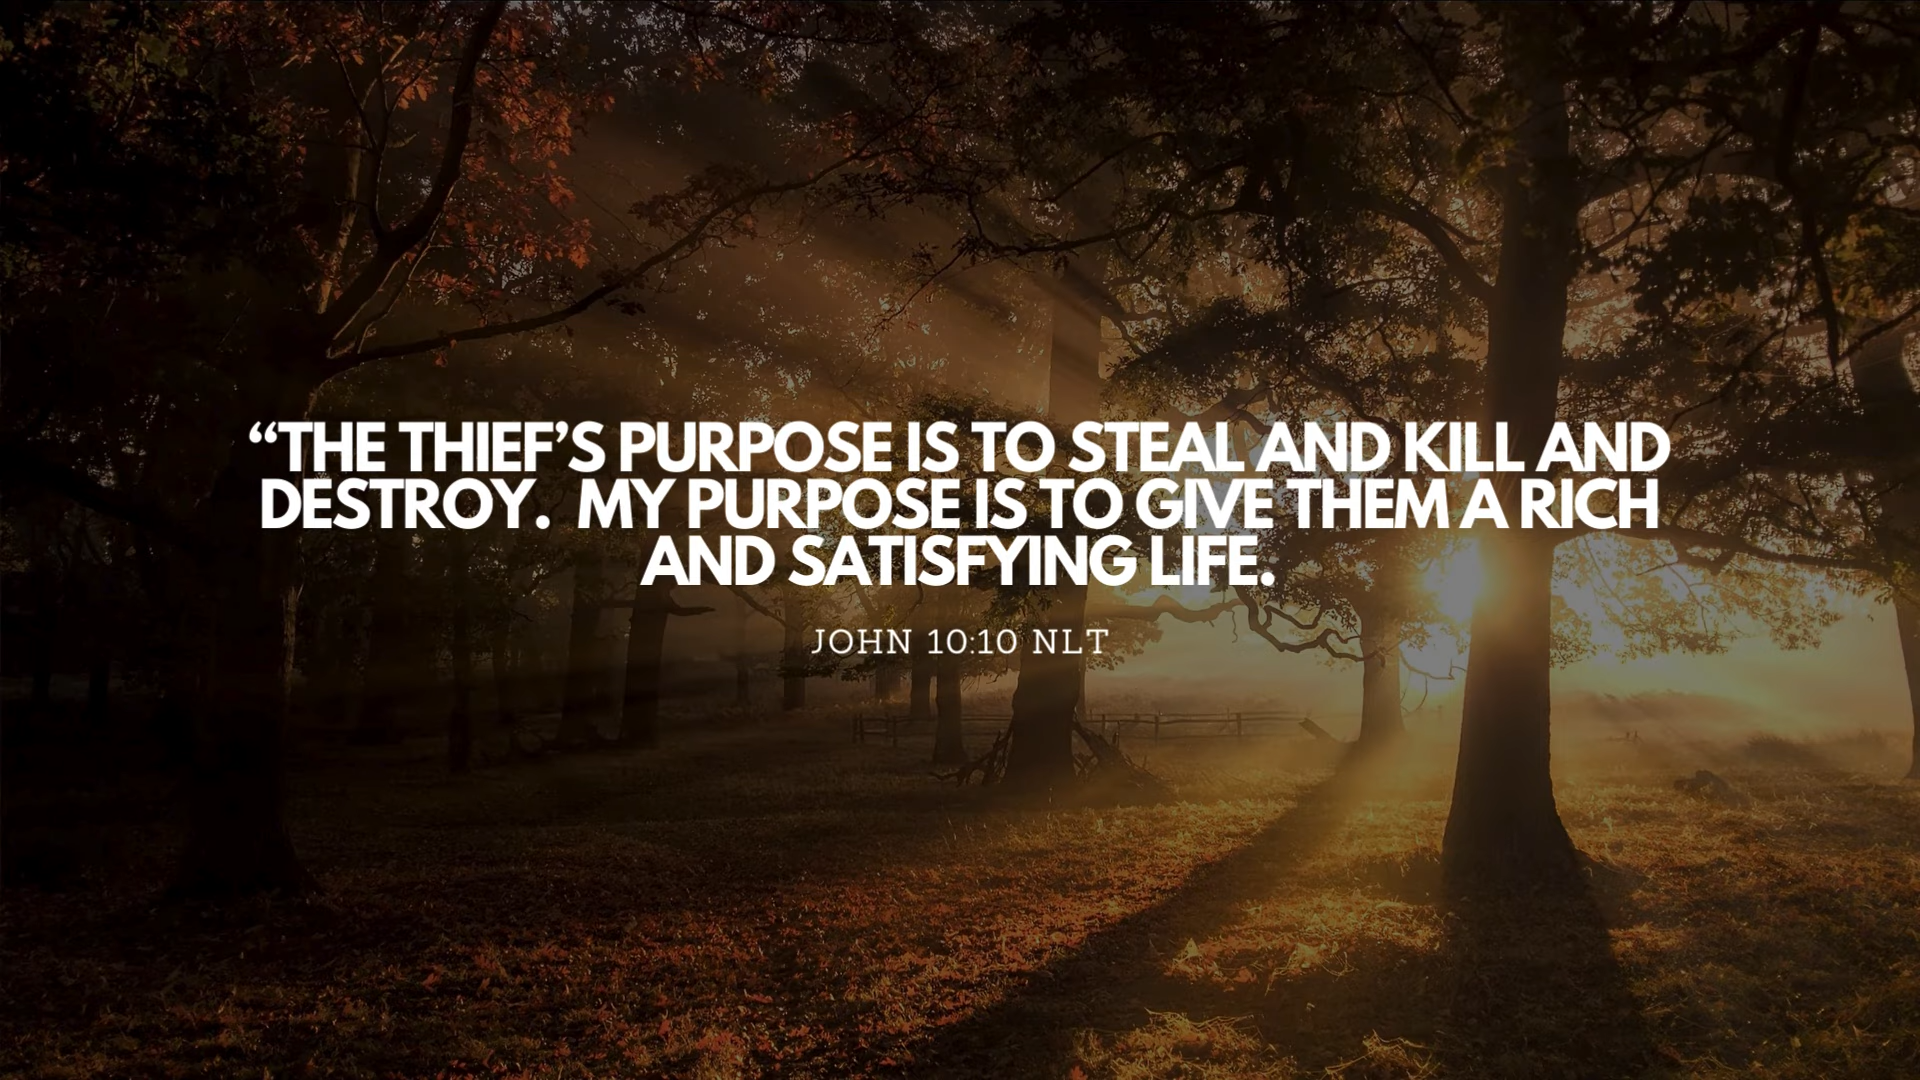 “THE THIEF’S PURPOSE IS TO STEAL AND KILL AND
DESTROY.  MY PURPOSE IS TO GIVE THEM A RICH
AND SATISFYING LIFE.
JOHN 10:10 NLT